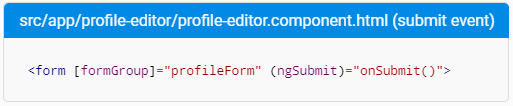 src/app/profile-editor/profile-editor.component.html (submit event)
<form [formGroup]="profileForm" (ngSubmit)="onSubmit()">